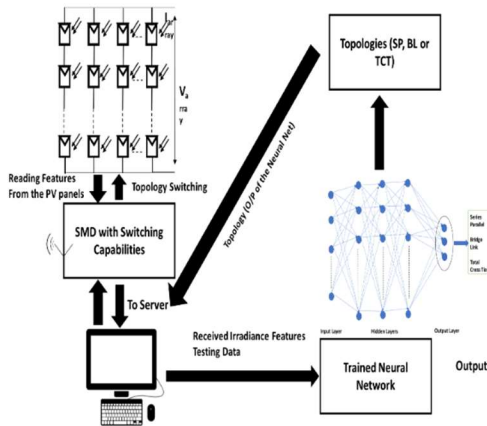 I
ray
V
a
rra
y
Reading Features
From the PV panels
Topology Switching
SMD with Switching
Capabilities
To Server
Topologies (SP, BL or
TCT)
Topology (O/P of the Neural Net)
Series
Parallel
Bridge
Link
Total
Cross Tie
Input Layer
Hidden Layers
Output Layer
Received Irradiance Features
Testing Data
Trained Neural
Network
Output